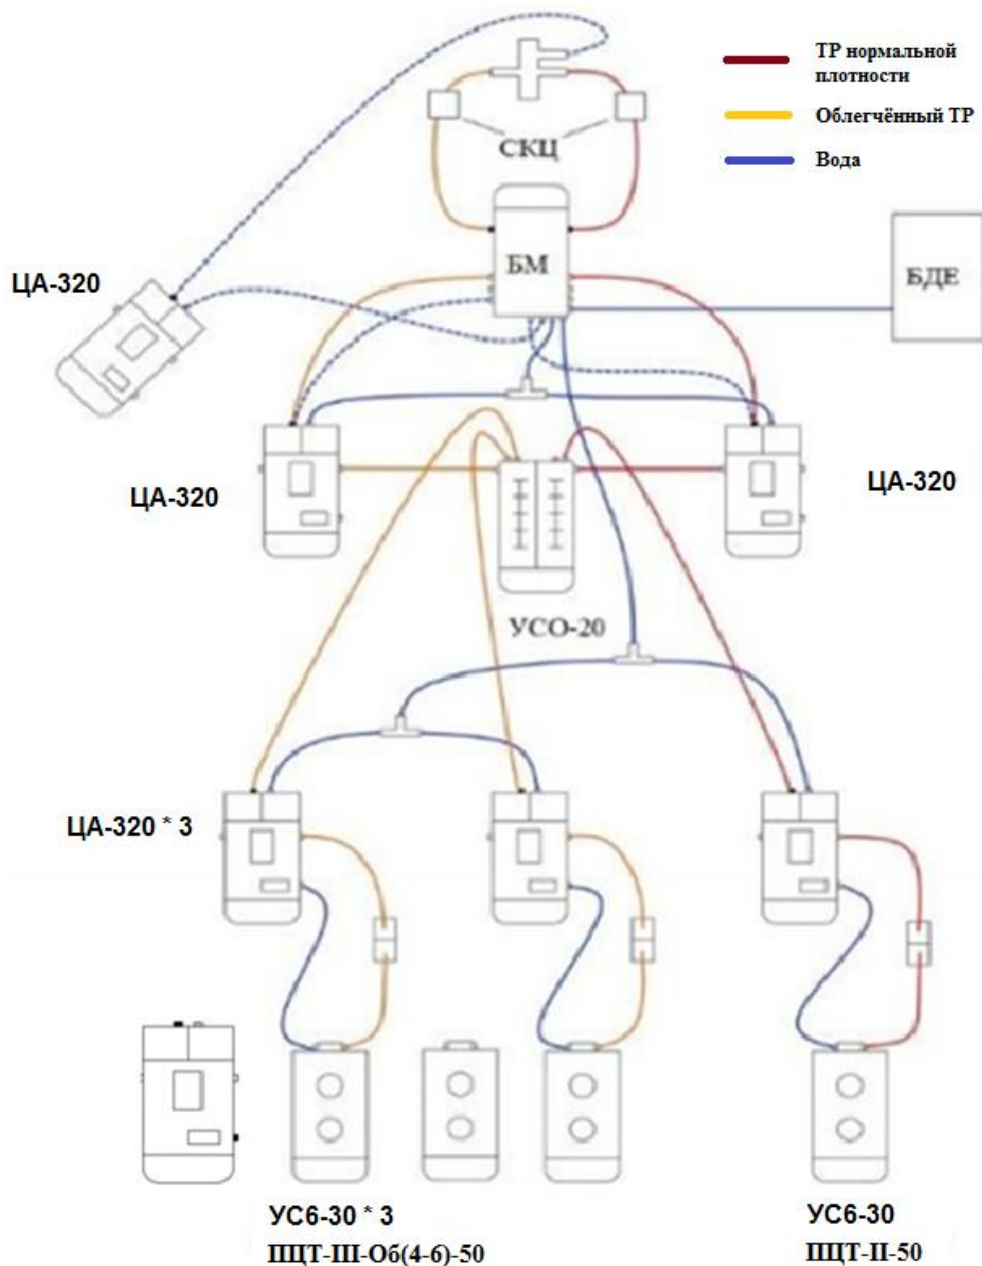 ТР нормальной
плотности
Облегчённый ТР
Вода
СКЦ
БМ
БДЕ
ЦА-320
ЦА-320
ЦА-320
УСО-20
ЦА-320 * 3
УС6-30 * 3
ПЦТ-III-Об(4-6)-50
УС6-30
ПЦТ-II-50